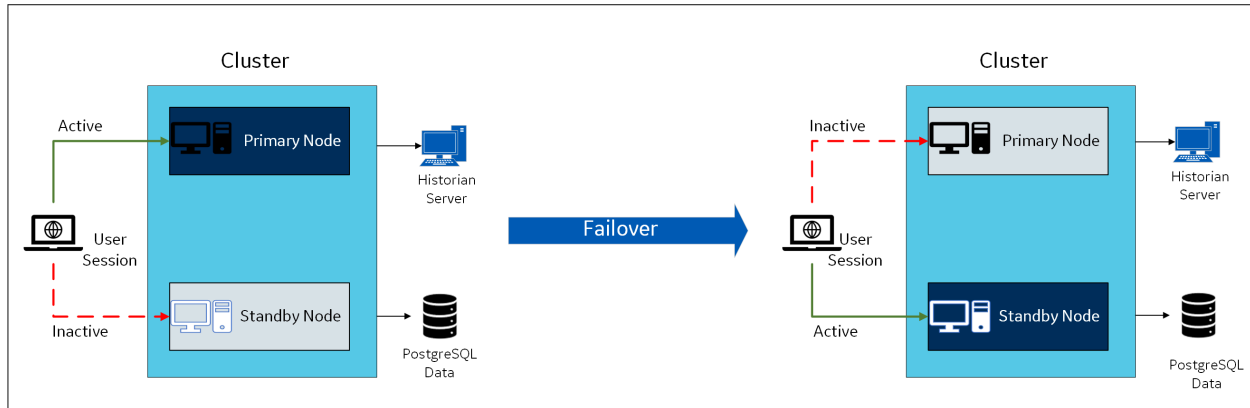 Cluster
Active
Primary Node
Historian
Server
User
Session
Inactive
Standby Node
PostgreSQL
Data
Failover
Cluster
Inactive
Primary Node
Historian
Server
User
Session
Active
Standby Node
PostgreSQL
Data